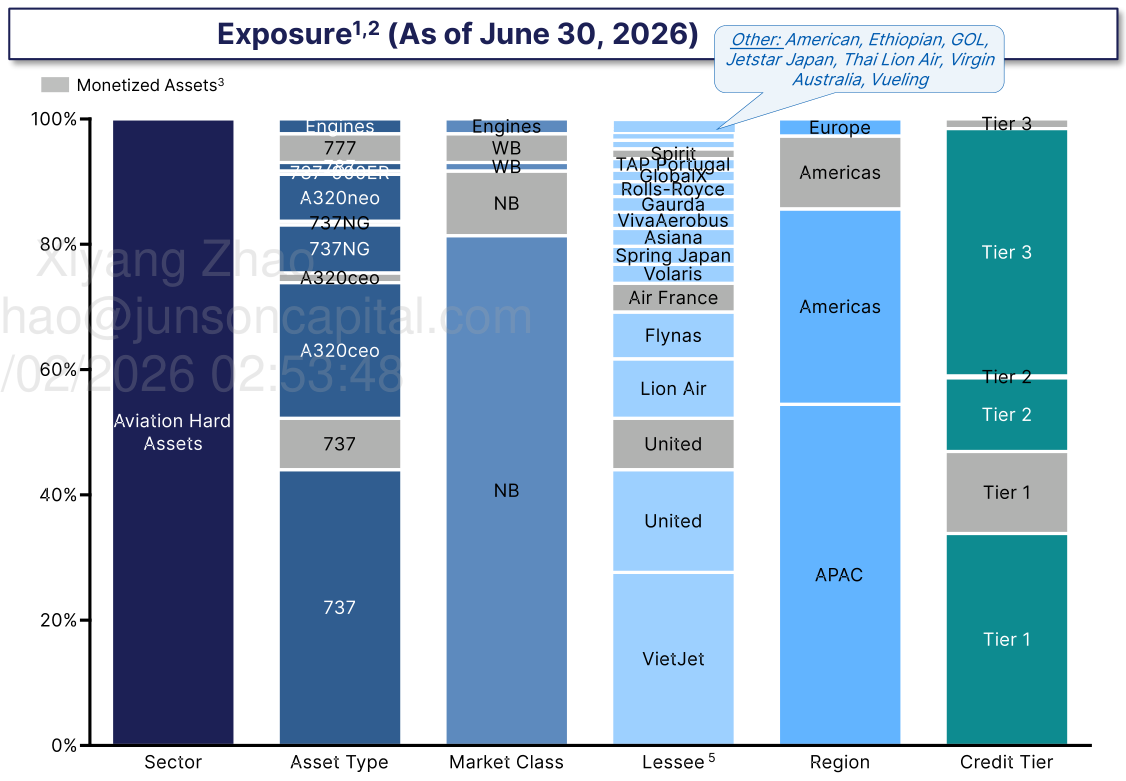 Exposure1,2 (As of June 30, 2026)
Other: American, Ethiopian, GOL,
Jetstar Japan, Thai Lion Air, Virgin
Australia, Vueling
Monetized Assets3
100%
80%
60%
40%
20%
0%
Aviation Hard
Assets
Sector
Engines
777
787
787-900ER
A320neo
737NG
737NG
A320ceo
A320ceo
737
737
Asset Type
Engines
WB
WB
NB
NB
Market Class
Spirit
TAP Portugal
GlobalX
Rolls-Royce
Gaurda
VivaAerobus
Asiana
Spring Japan
Volaris
Air France
Flynas
Lion Air
United
United
VietJet
Lessee 5
Europe
Americas
Americas
APAC
Region
Tier 3
Tier 3
Tier 2
Tier 2
Tier 1
Tier 1
Credit Tier
Xiyang Zhao
hao@junsoncapital.com
/02/2026 02:53:48